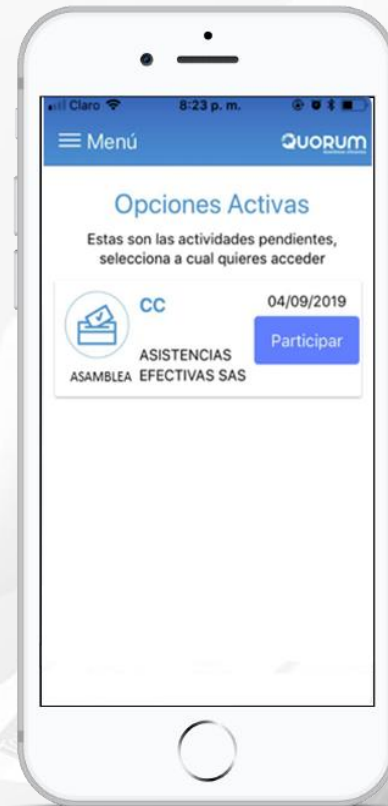 Claro 8:23 p. m.
Menú QUORUM
Opciones Activas
Estas son las actividades pendientes,
selecciona a cual quieres acceder
CC 04/09/2019
Participar
ASISTENCIAS
ASAMBLEA EFECTIVAS SAS